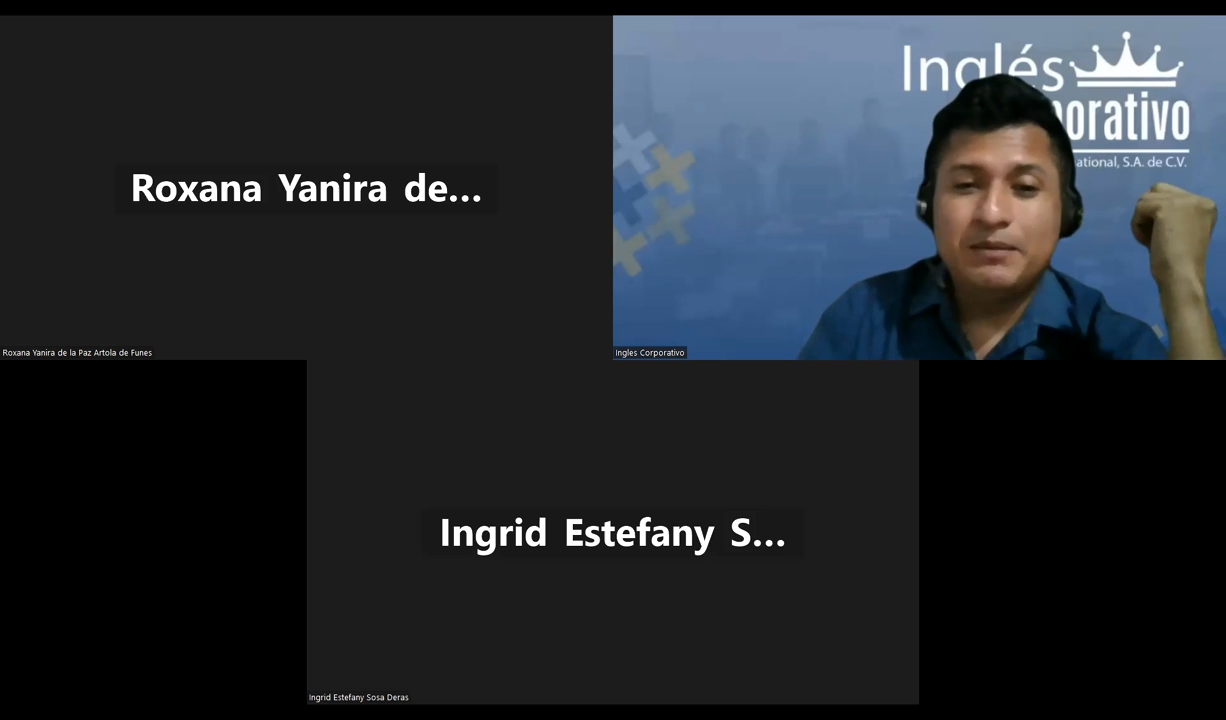 Roxana Yanira de...
Roxana Yanira de la Paz Artola de Funes
Inglés
porativo
ational, S.A. de C.V.
Ingles Corporativo
Ingrid Estefany S...
Ingrid Estefany Sosa Deras